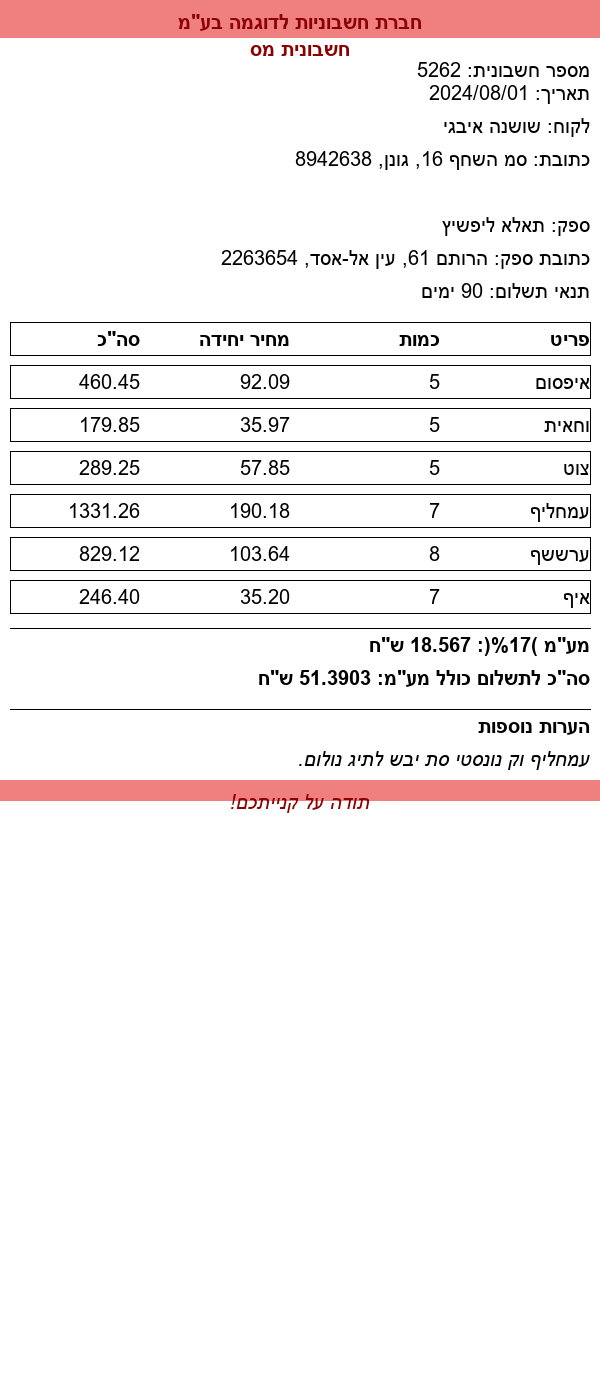 חברת חשבוניות לדוגמה בע"מ
חשבונית מס
מספר חשבונית: 5262
תאריך: 2024/08/01
לקוח: שושנה איבגי
כתובת: סמ השחף 16, גונן, 8942638
ספק: תאלא ליפשיץ
כתובת ספק: הרותם 61, עין אל-אסד, 2263654
תנאי תשלום: 90 ימים
פריט כמות מחיר יחידה סה"כ
איפסום 5 92.09 460.45
וחאית 5 35.97 179.85
צוט 5 57.85 289.25
עמחליף 7 190.18 1331.26
ערששף 8 103.64 829.12
איף 7 35.20 246.40
מע"מ )17%(: 18.567 ש"ח
סה"כ לתשלום כולל מע"מ: 51.3903 ש"ח
הערות נוספות
עמחליף וק נונסטי סת יבש לתיג נולום.
תודה על קנייתכם!